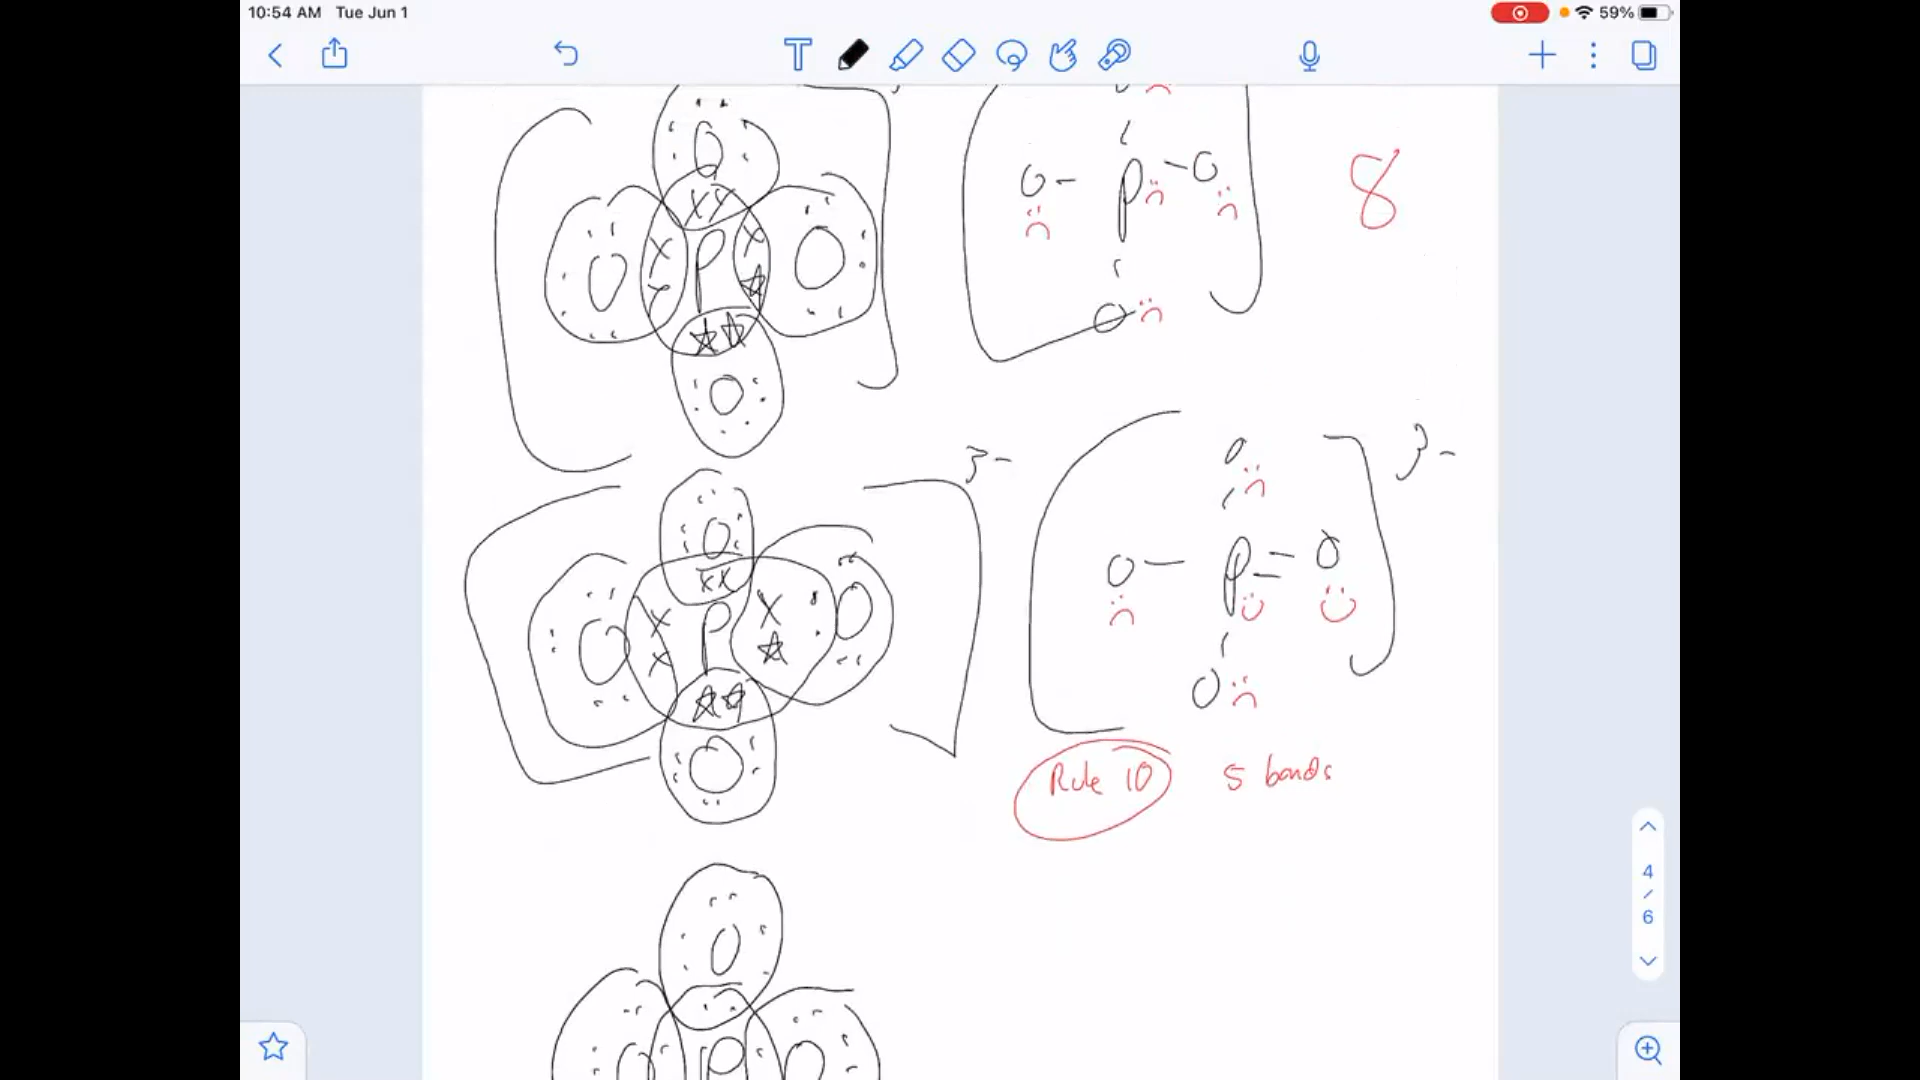 10:54 AM Tue Jun 1
59%
T
O
O P O
O
O
O - P - O
O
8
3-
O
O P O
O
3-
O
O - P = O
O
Rule 10
5 bonds
O
O P O
4
/
6